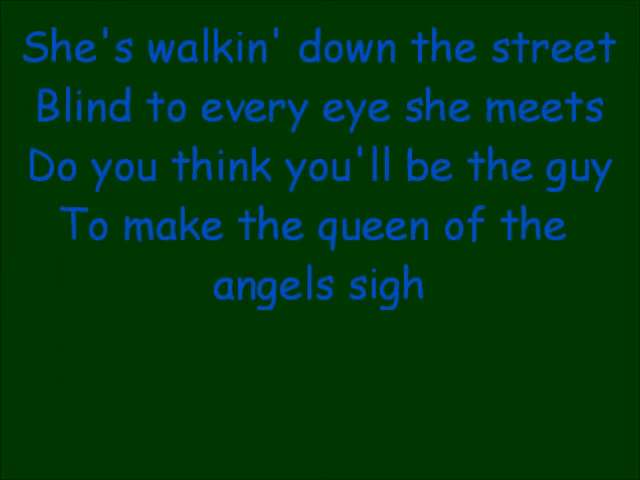 She's walkin' down the street
Blind to every eye she meets
Do you think you'll be the guy
To make the queen of the
angels sigh